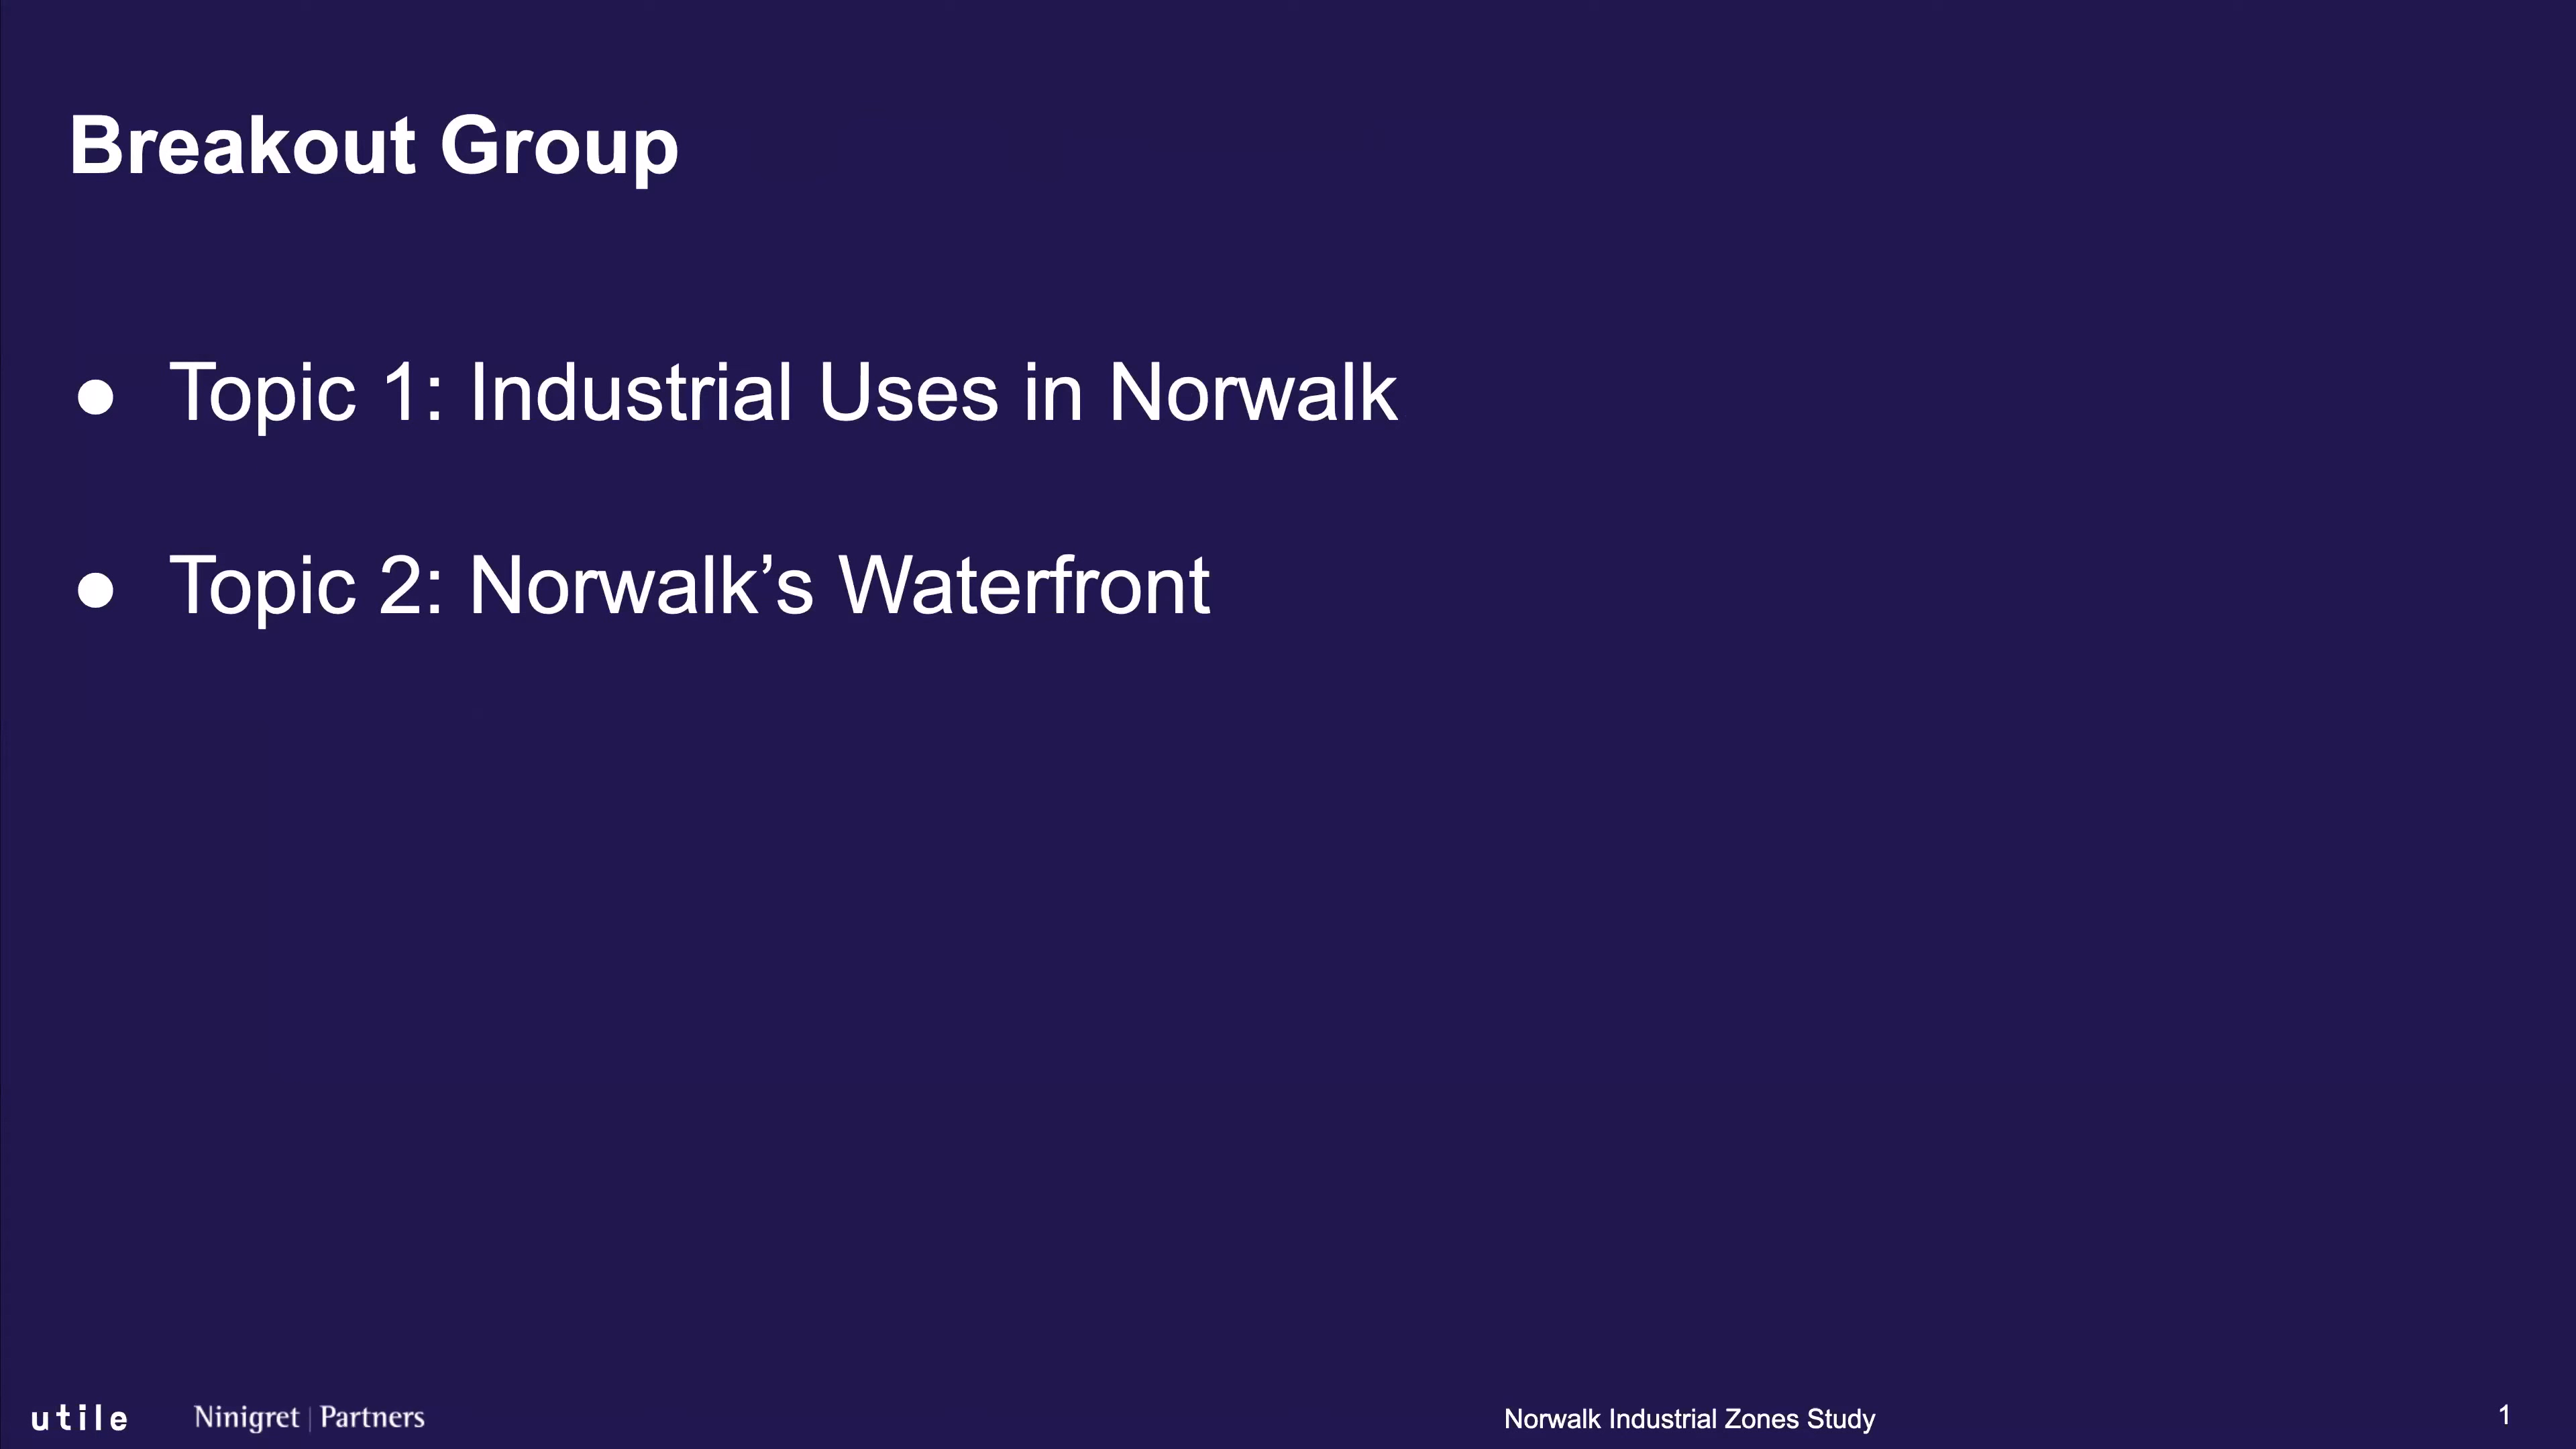 Breakout Group
● Topic 1: Industrial Uses in Norwalk
● Topic 2: Norwalk’s Waterfront
utile
Ninigret | Partners
Norwalk Industrial Zones Study
1